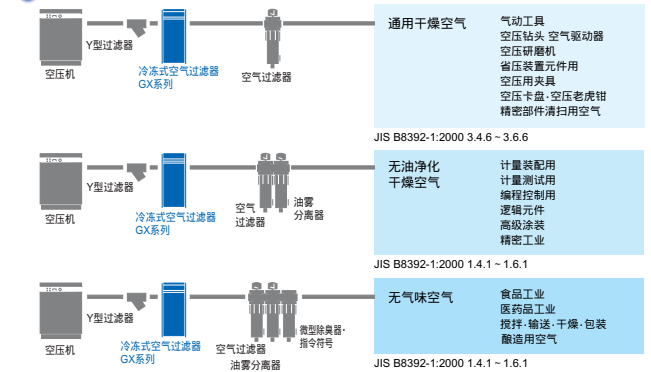 空压机
Y型过滤器
冷冻式空气过滤器
GX系列
空气过滤器
通用干燥空气
气动工具
空压钻头 空气驱动器
空压研磨机
省压装置元件用
空压用夹具
空压卡盘·空压老虎钳
精密部件清扫用空气
JIS B8392-1:2000 3.4.6 ~ 3.6.6
空压机
Y型过滤器
冷冻式空气过滤器
GX系列
空气
过滤器
油雾
分离器
无油净化
干燥空气
计量装配用
计量测试用
编程控制用
逻辑元件
高级涂装
精密工业
JIS B8392-1:2000 1.4.1 ~ 1.6.1
空压机
Y型过滤器
冷冻式空气过滤器
GX系列
空气过滤器
油雾分离器
微型除臭器·
指令符号
无气味空气
食品工业
医药品工业
搅拌·输送·干燥·包装
酿造用空气
JIS B8392-1:2000 1.4.1 ~ 1.6.1